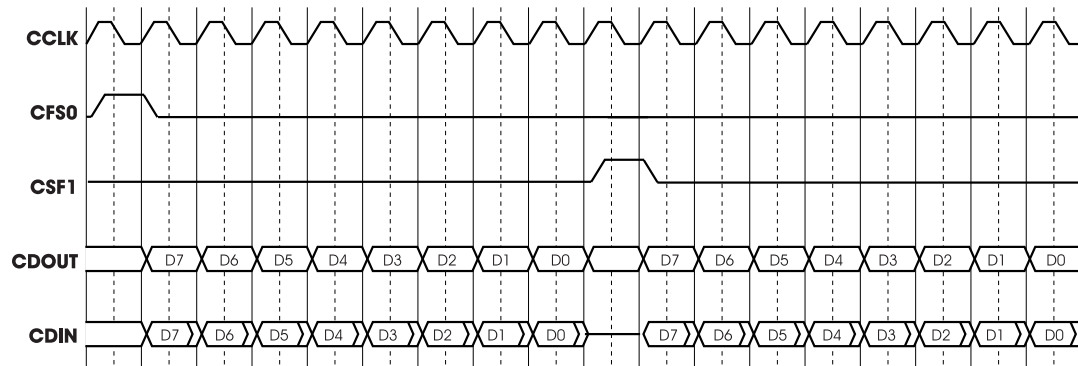 CCLK
CFS0
CSF1
CDOUT D7 D6 D5 D4 D3 D2 D1 D0 D7 D6 D5 D4 D3 D2 D1 D0
CDIN D7 D6 D5 D4 D3 D2 D1 D0 D7 D6 D5 D4 D3 D2 D1 D0